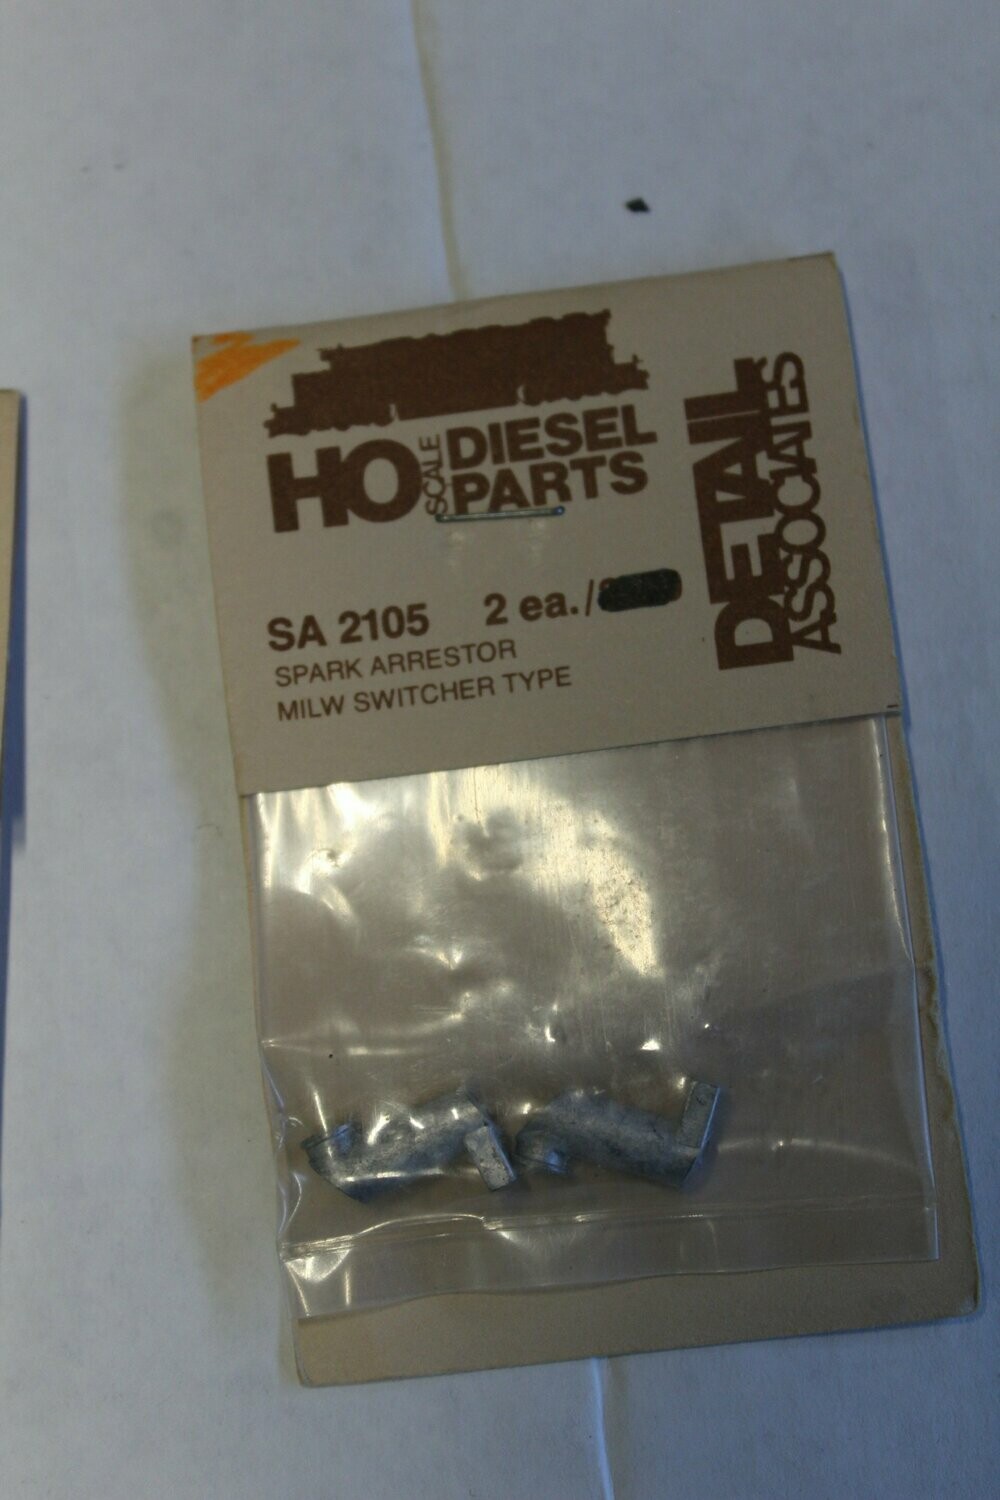 HO SCALE DIESEL PARTS
DETAIL ASSOCIATES
SA 2105 2 ea./
SPARK ARRESTOR
MILW SWITCHER TYPE